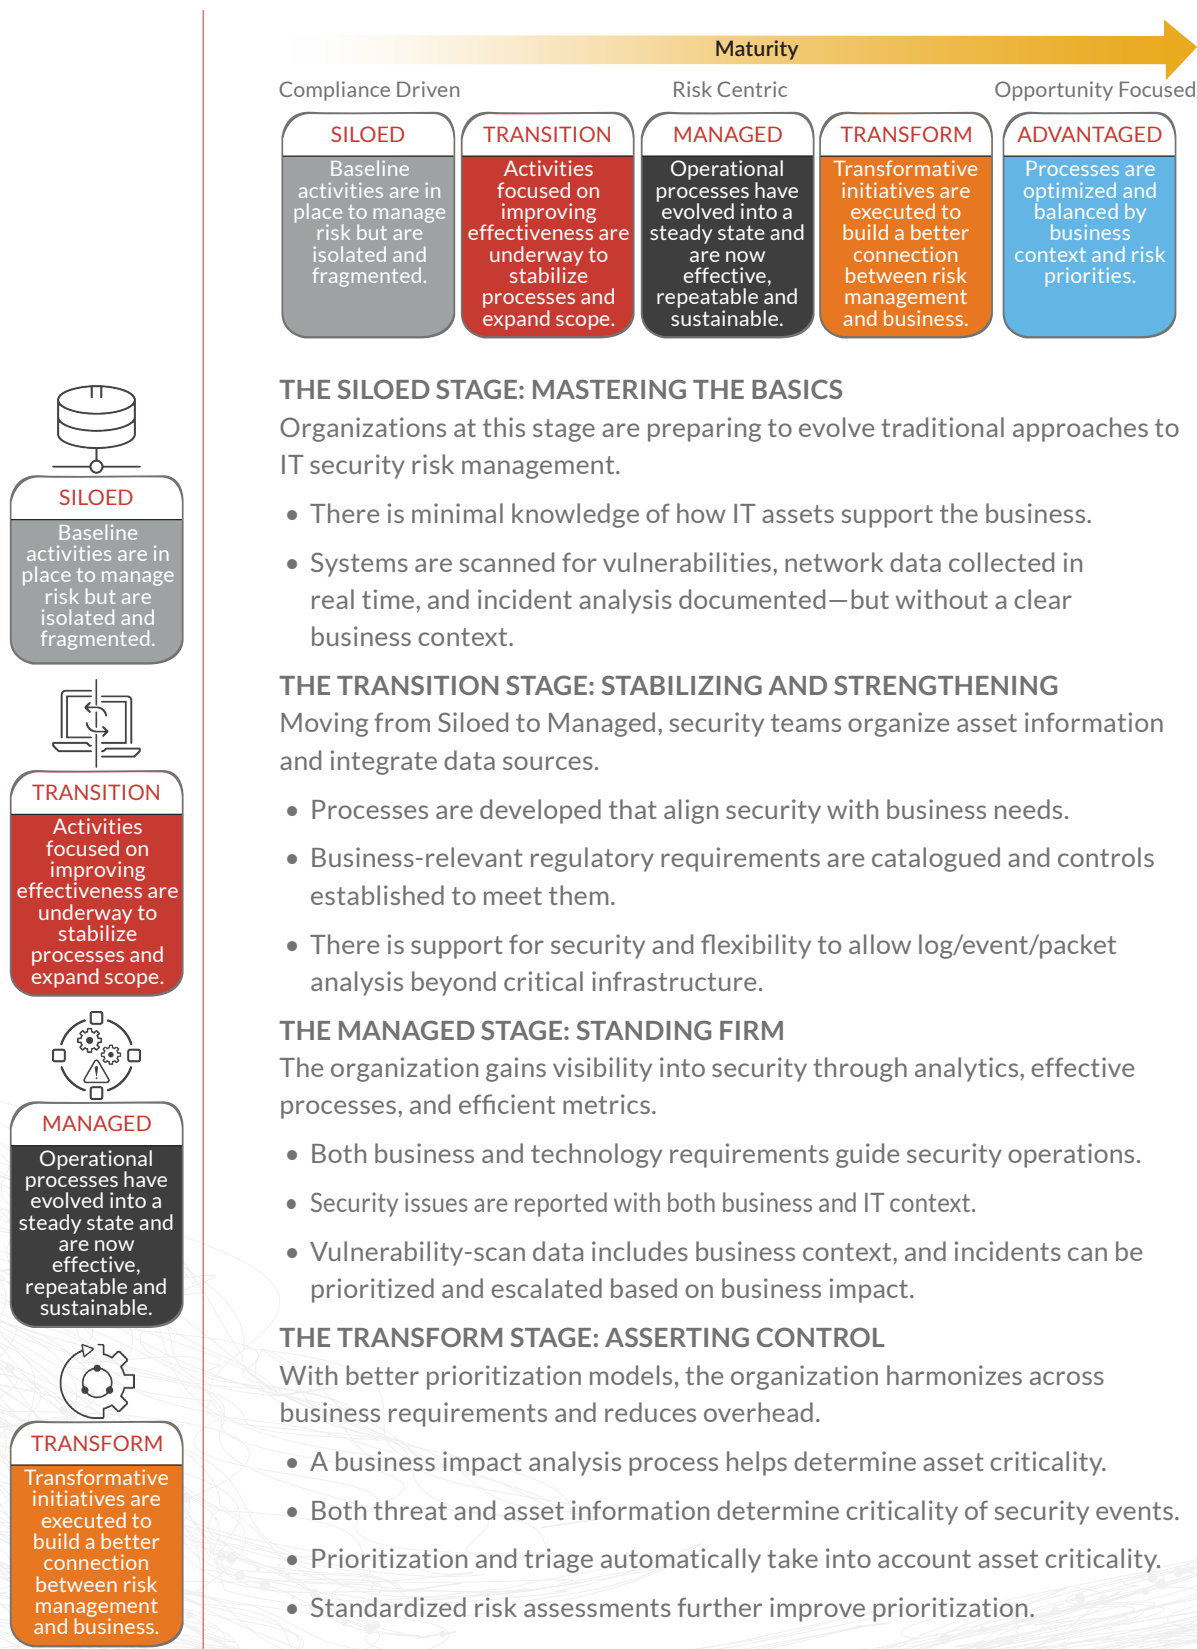 Maturity
Compliance Driven
Risk Centric
Opportunity Focused
SILOED
Baseline
activities are in
place to manage
risk but are
isolated and
fragmented.
TRANSITION
Activities
focused on
improving
effectiveness are
underway to
stabilize
processes and
expand scope.
MANAGED
Operational
processes have
evolved into a
steady state and
are now
effective,
repeatable and
sustainable.
TRANSFORM
Transformative
initiatives are
executed to
build a better
connection
between risk
management
and business.
ADVANTAGED
Processes are
optimized and
balanced by
business
context and risk
priorities.
SILOED
Baseline
activities are in
place to manage
risk but are
isolated and
fragmented.
THE SILOED STAGE: MASTERING THE BASICS
Organizations at this stage are preparing to evolve traditional approaches to
IT security risk management.
• There is minimal knowledge of how IT assets support the business.
• Systems are scanned for vulnerabilities, network data collected in
real time, and incident analysis documented—but without a clear
business context.
TRANSITION
Activities
focused on
improving
effectiveness are
underway to
stabilize
processes and
expand scope.
THE TRANSITION STAGE: STABILIZING AND STRENGTHENING
Moving from Siloed to Managed, security teams organize asset information
and integrate data sources.
• Processes are developed that align security with business needs.
• Business-relevant regulatory requirements are catalogued and controls
established to meet them.
• There is support for security and flexibility to allow log/event/packet
analysis beyond critical infrastructure.
MANAGED
Operational
processes have
evolved into a
steady state and
are now
effective,
repeatable and
sustainable.
THE MANAGED STAGE: STANDING FIRM
The organization gains visibility into security through analytics, effective
processes, and efficient metrics.
• Both business and technology requirements guide security operations.
• Security issues are reported with both business and IT context.
• Vulnerability-scan data includes business context, and incidents can be
prioritized and escalated based on business impact.
TRANSFORM
Transformative
initiatives are
executed to
build a better
connection
between risk
management
and business.
THE TRANSFORM STAGE: ASSERTING CONTROL
With better prioritization models, the organization harmonizes across
business requirements and reduces overhead.
• A business impact analysis process helps determine asset criticality.
• Both threat and asset information determine criticality of security events.
• Prioritization and triage automatically take into account asset criticality.
• Standardized risk assessments further improve prioritization.